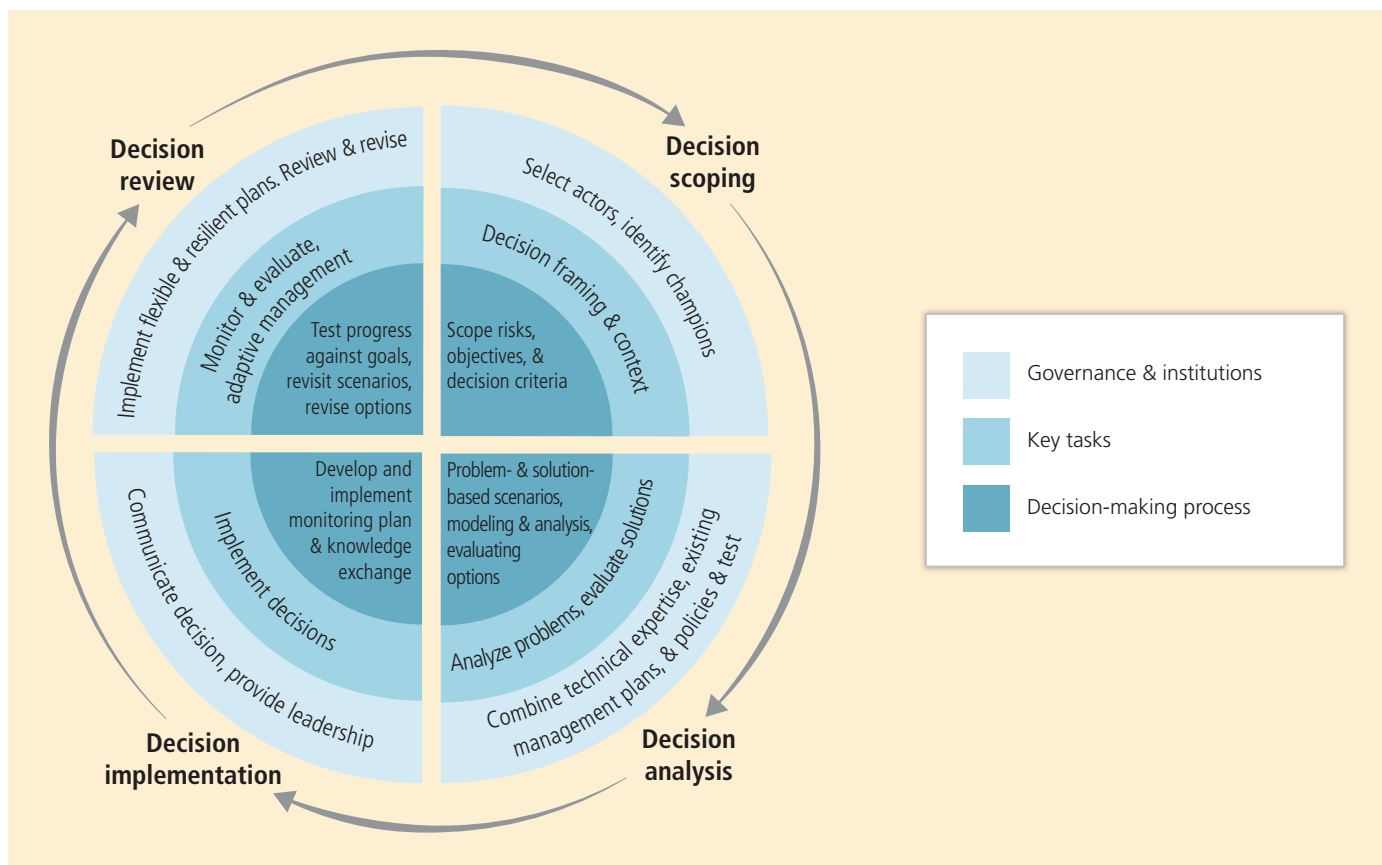 Decision
review
Implement flexible & resilient plans. Review & revise
Monitor & evaluate,
adaptive management
Test progress
against goals,
revisit scenarios,
revise options
Decision
scoping
Select actors, identify champions
Decision framing & context
Scope risks,
objectives, &
decision criteria
Problem- & solution-
based scenarios,
modeling & analysis,
evaluating
options
Analyze problems, evaluate solutions
Combine technical expertise, existing
management plans, & policies & test
Decision
analysis
Develop and
implement
monitoring plan
& knowledge
exchange
Implement decisions
Communicate decision, provide leadership
Decision
implementation
Governance & institutions
Key tasks
Decision-making process